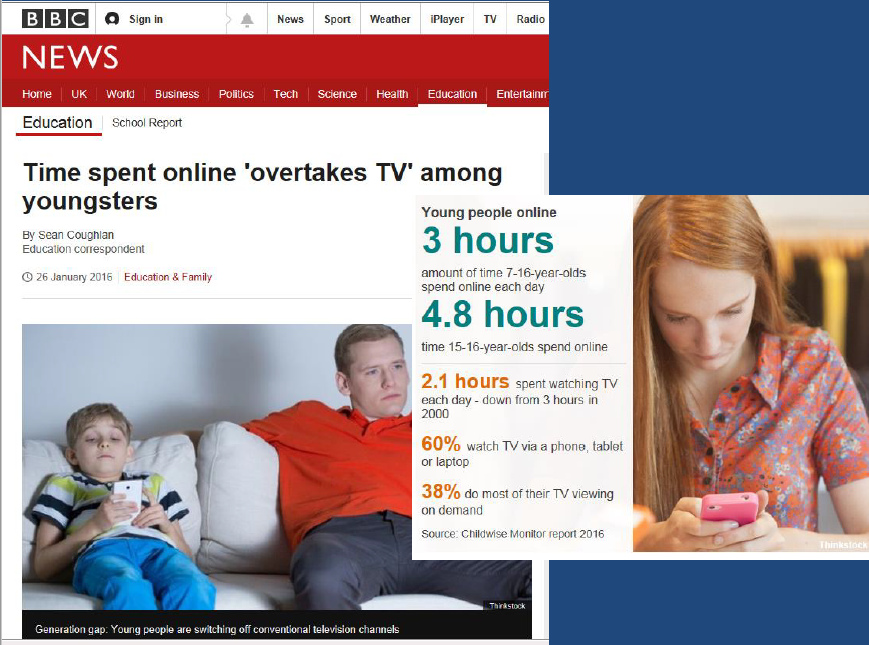 BBC Sign in News Sport Weather iPlayer TV Radio
NEWS
Home UK World Business Politics Tech Science Health Education Entertainm
Education School Report
Time spent online 'overtakes TV' among
youngsters
By Sean Coughlan
Education correspondent
26 January 2016 Education & Family
Thinkstock
Generation gap: Young people are switching off conventional television channels
Young people online
3 hours
amount of time 7-16-year-olds
spend online each day
4.8 hours
time 15-16-year-olds spend online
2.1 hours spent watching TV
each day - down from 3 hours in
2000
60% watch TV via a phone, tablet
or laptop
38% do most of their TV viewing
on demand
Source: Childwise Monitor report 2016
Thinkstock